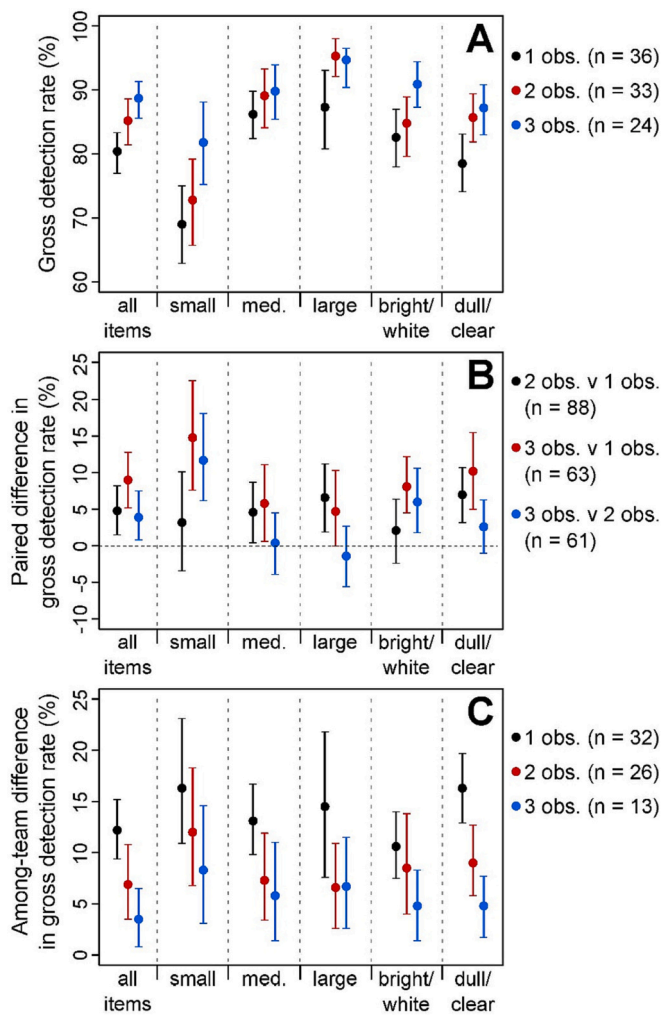 Gross detection rate (%)
100
90
80
70
60
A
1 obs. (n = 36)
2 obs. (n = 33)
3 obs. (n = 24)
all items
small
med.
large
bright/ white
dull/ clear
Paired difference in
gross detection rate (%)
25
20
15
10
5
0
-5
-10
B
2 obs. v 1 obs.
(n = 88)
3 obs. v 1 obs.
(n = 63)
3 obs. v 2 obs.
(n = 61)
all items
small
med.
large
bright/ white
dull/ clear
Among-team difference
in gross detection rate (%)
25
20
15
10
5
0
C
1 obs. (n = 32)
2 obs. (n = 26)
3 obs. (n = 13)
all items
small
med.
large
bright/ white
dull/ clear